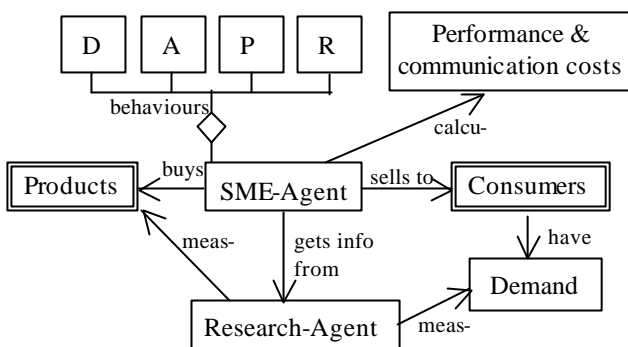 D A P R
Performance &
communication costs
behaviours
calcu-
Products
buys
SME-Agent
sells to
Consumers
meas-
gets info
from
have
Demand
Research-Agent
meas-